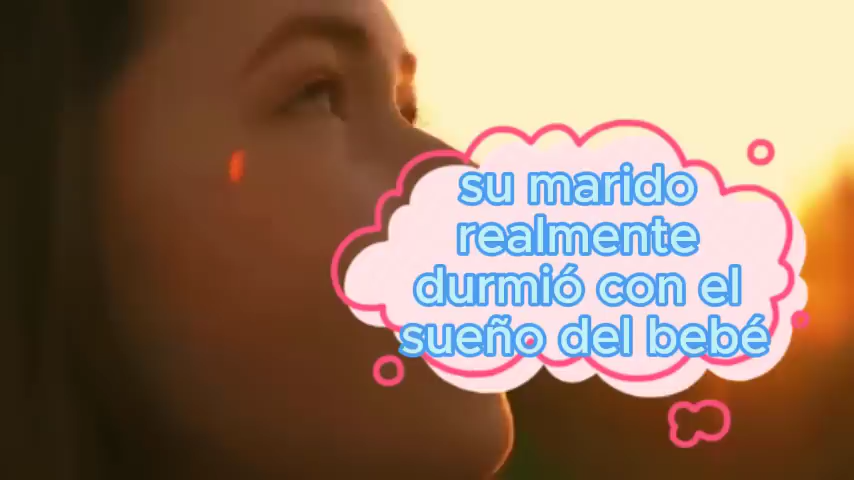 su marido
realmente
durmió con el
sueño del bebé